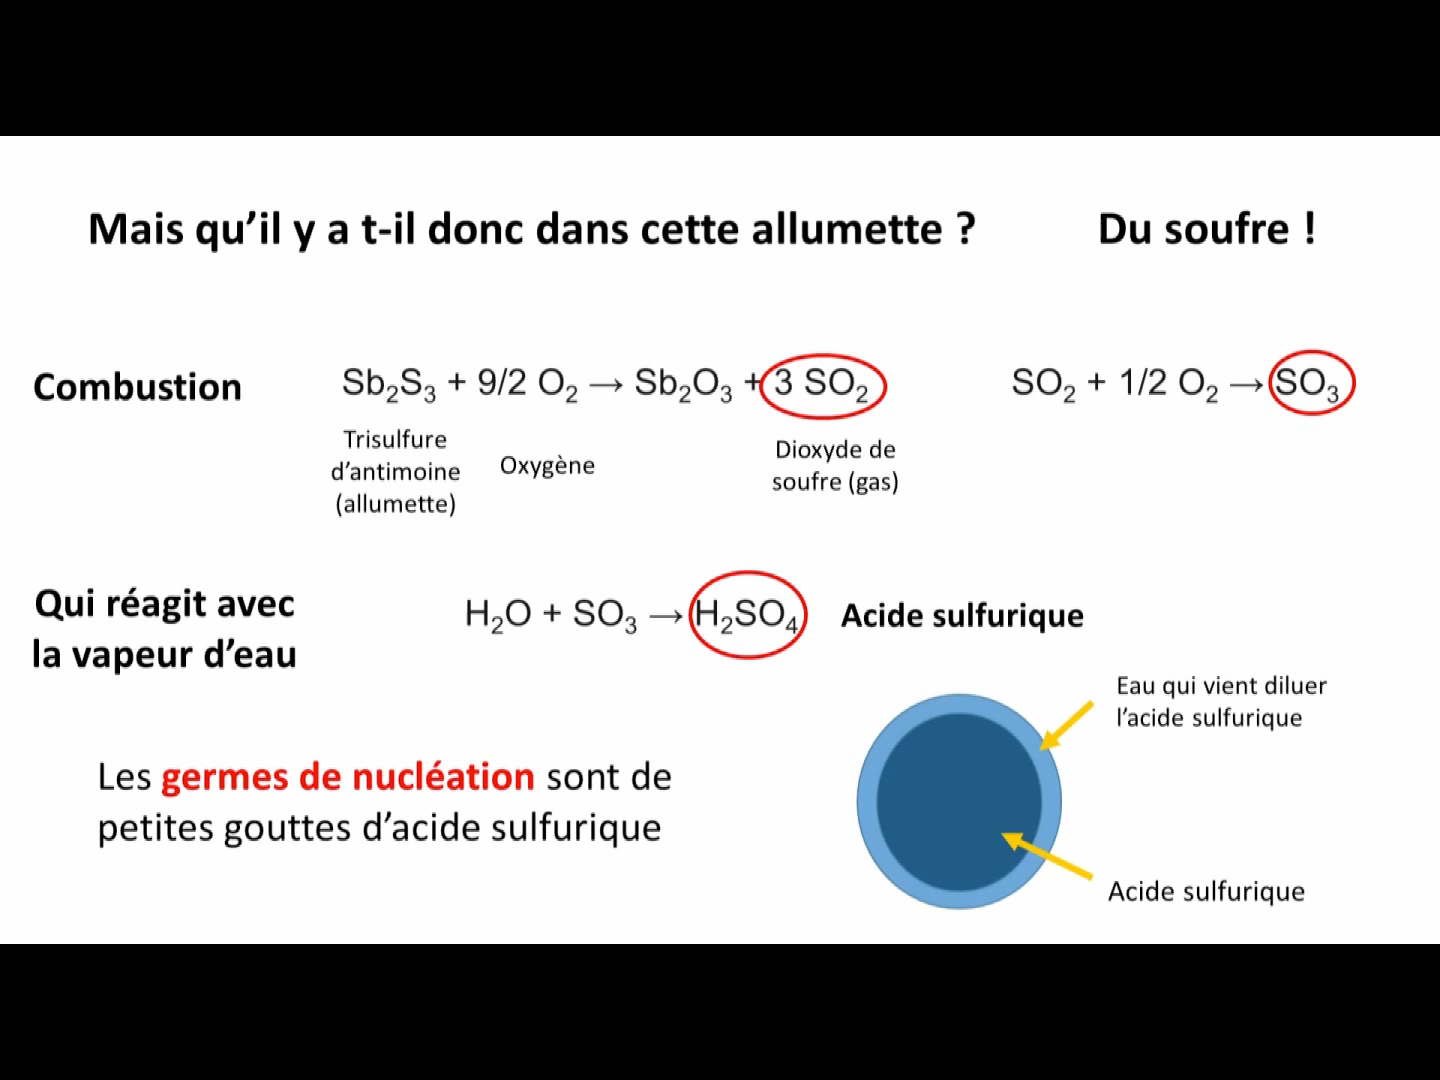 Mais qu’il y a t-il donc dans cette allumette ? Du soufre !
Combustion
Sb₂S₃ + 9/2 O₂ → Sb₂O₃ + 3 SO₂
SO₂ + 1/2 O₂ → SO₃
Trisulfure
d’antimoine
(allumette)
Oxygène
Dioxyde de
soufre (gas)
Qui réagit avec
la vapeur d’eau
H₂O + SO₃ → H₂SO₄
Acide sulfurique
Eau qui vient diluer
l’acide sulfurique
Les germes de nucléation sont de
petites gouttes d’acide sulfurique
Acide sulfurique